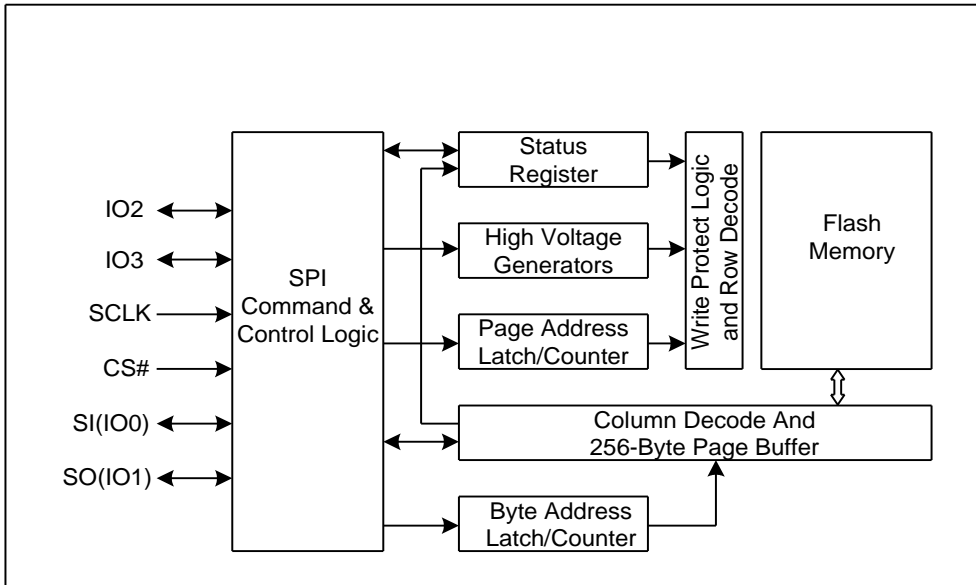 IO2
IO3
SCLK
CS#
SI(IO0)
SO(IO1)
SPI
Command &
Control Logic
Status
Register
High Voltage
Generators
Page Address
Latch/Counter
Write Protect Logic
and Row Decode
Flash
Memory
Column Decode And
256-Byte Page Buffer
Byte Address
Latch/Counter